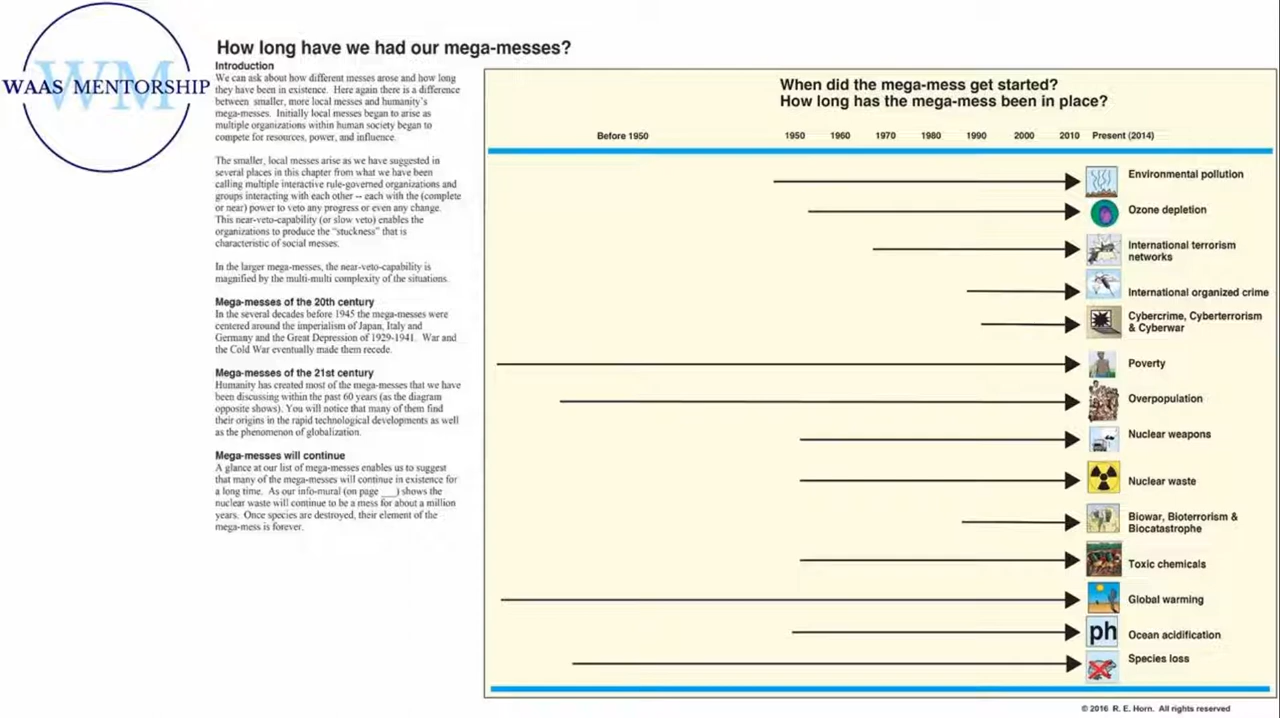 WM
WAAS MENTORSHIP
How long have we had our mega-messes?
Introduction
We can ask about how different messes arose and how long
they have been in existence. Here again there is a difference
between smaller, more local messes and humanity's
mega-messes. Initially local messes began to arise as
multiple organizations within human society began to
compete for resources, power, and influence.
The smaller, local messes arise as we have suggested in
several places in this chapter from what we have been
calling multiple interactive rule-governed organizations and
groups interacting with each other -- each with the (complete
or near) power to veto any progress or even any change.
This near-veto-capability (or slow veto) enables the
organizations to produce the "stuckness" that is
characteristic of social messes.
In the larger mega-messes, the near-veto-capability is
magnified by the multi-multi complexity of the situations.
Mega-messes of the 20th century
In the several decades before 1945 the mega-messes were
centered around the imperialism of Japan, Italy and
Germany and the Great Depression of 1929-1941. War and
the Cold War eventually made them recede.
Mega-messes of the 21st century
Humanity has created most of the mega-messes that we have
been discussing within the past 60 years (as the diagram
opposite shows). You will notice that many of them find
their origins in the rapid technological developments as well
as the phenomenon of globalization.
Mega-messes will continue
A glance at our list of mega-messes enables us to suggest
that many of the mega-messes will continue in existence for
a long time. As our info-mural (on page ___) shows the
nuclear waste will continue to be a mess for about a million
years. Once species are destroyed, their element of the
mega-mess is forever.
When did the mega-mess get started?
How long has the mega-mess been in place?
Before 1950 1950 1960 1970 1980 1990 2000 2010 Present (2014)
Environmental pollution
Ozone depletion
International terrorism
networks
International organized crime
Cybercrime, Cyberterrorism
& Cyberwar
Poverty
Overpopulation
Nuclear weapons
Nuclear waste
Biowar, Bioterrorism &
Biocatastrophe
Toxic chemicals
Global warming
ph Ocean acidification
Species loss
© 2016 R. E. Horn. All rights reserved